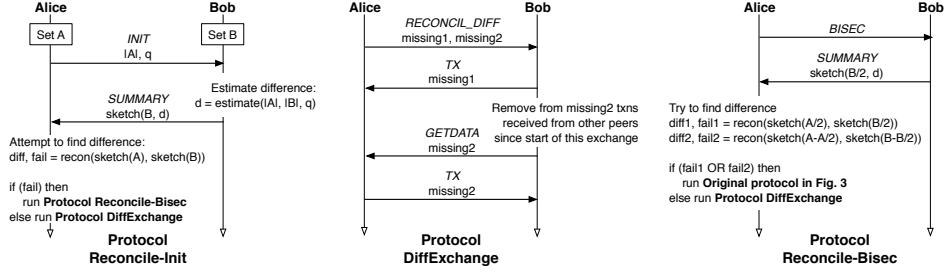 Alice
Bob
Set A
Set B
INIT
|A|, q
Estimate difference:
d = estimate(|A|, |B|, q)
SUMMARY
sketch(B, d)
Attempt to find difference:
diff, fail = recon(sketch(A), sketch(B))
if (fail) then
run Protocol Reconcile-Bisec
else run Protocol DiffExchange
Protocol
Reconcile-Init
Alice
Bob
RECONCIL_DIFF
missing1, missing2
TX
missing1
Remove from missing2 txns
received from other peers
since start of this exchange
GETDATA
missing2
TX
missing2
Protocol
DiffExchange
Alice
Bob
BISEC
SUMMARY
sketch(B/2, d)
Try to find difference
diff1, fail1 = recon(sketch(A/2), sketch(B/2))
diff2, fail2 = recon(sketch(A-A/2), sketch(B-B/2))
if (fail1 OR fail2) then
run Original protocol in Fig. 3
else run Protocol DiffExchange
Protocol
Reconcile-Bisec